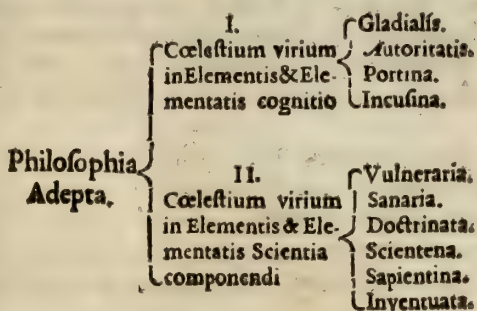 Philoſophia
Adepta.
I.
Cœleſtium virium
in Elementis & Ele-
mentatis cognitio
Gladialis.
Autoritatis.
Portina.
Incuſina.
II.
Cœleſtium virium
in Elementis & Ele-
mentatis Scientia
componendi
Vulneraria.
Sanaria.
Doctrinata.
Scientena.
Sapientina.
Inventuata.